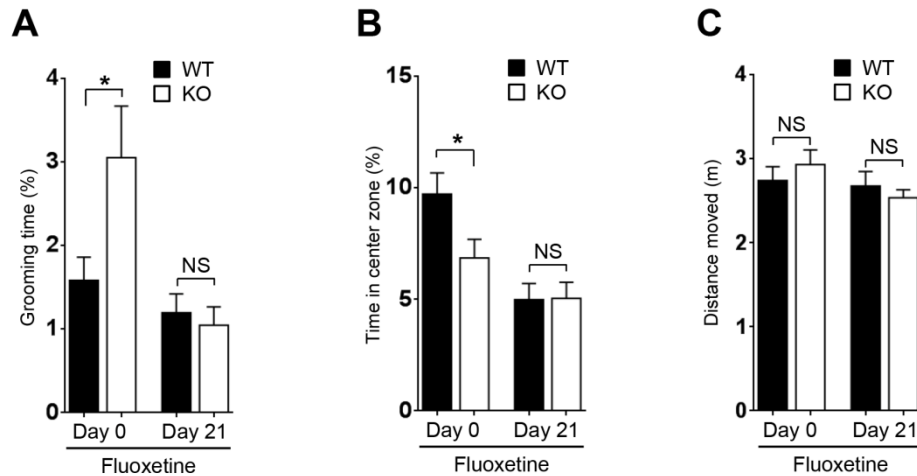 A
WT
KO
Grooming time (%)
4
3
2
1
0
*
NS
Day 0 Day 21
Fluoxetine
B
WT
KO
Time in center zone (%)
15
10
5
0
*
NS
Day 0 Day 21
Fluoxetine
C
WT
KO
Distance moved (m)
4
3
2
1
0
NS
NS
Day 0 Day 21
Fluoxetine